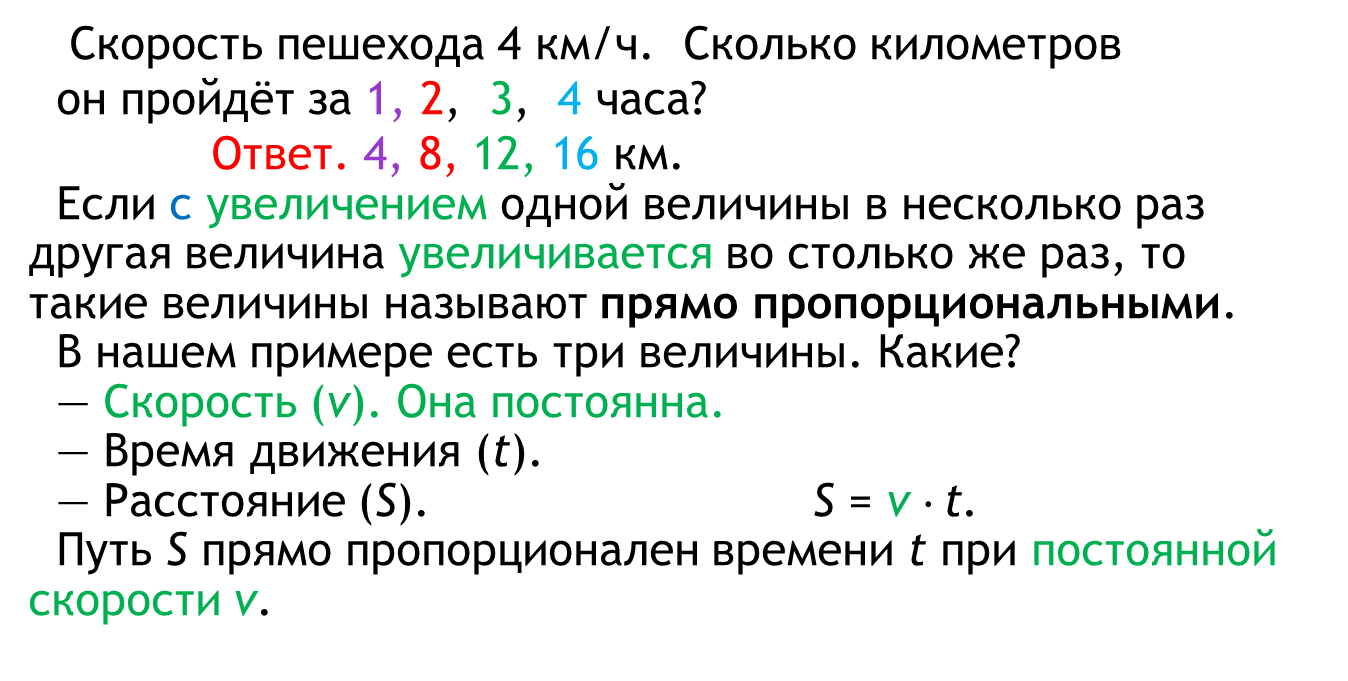 Скорость пешехода 4 км/ч. Сколько километров
он пройдёт за 1, 2, 3, 4 часа?
Ответ. 4, 8, 12, 16 км.
Если с увеличением одной величины в несколько раз
другая величина увеличивается во столько же раз, то
такие величины называют прямо пропорциональными.
В нашем примере есть три величины. Какие?
— Скорость (v). Она постоянна.
— Время движения (t).
— Расстояние (S). S = v · t.
Путь S прямо пропорционален времени t при постоянной
скорости v.